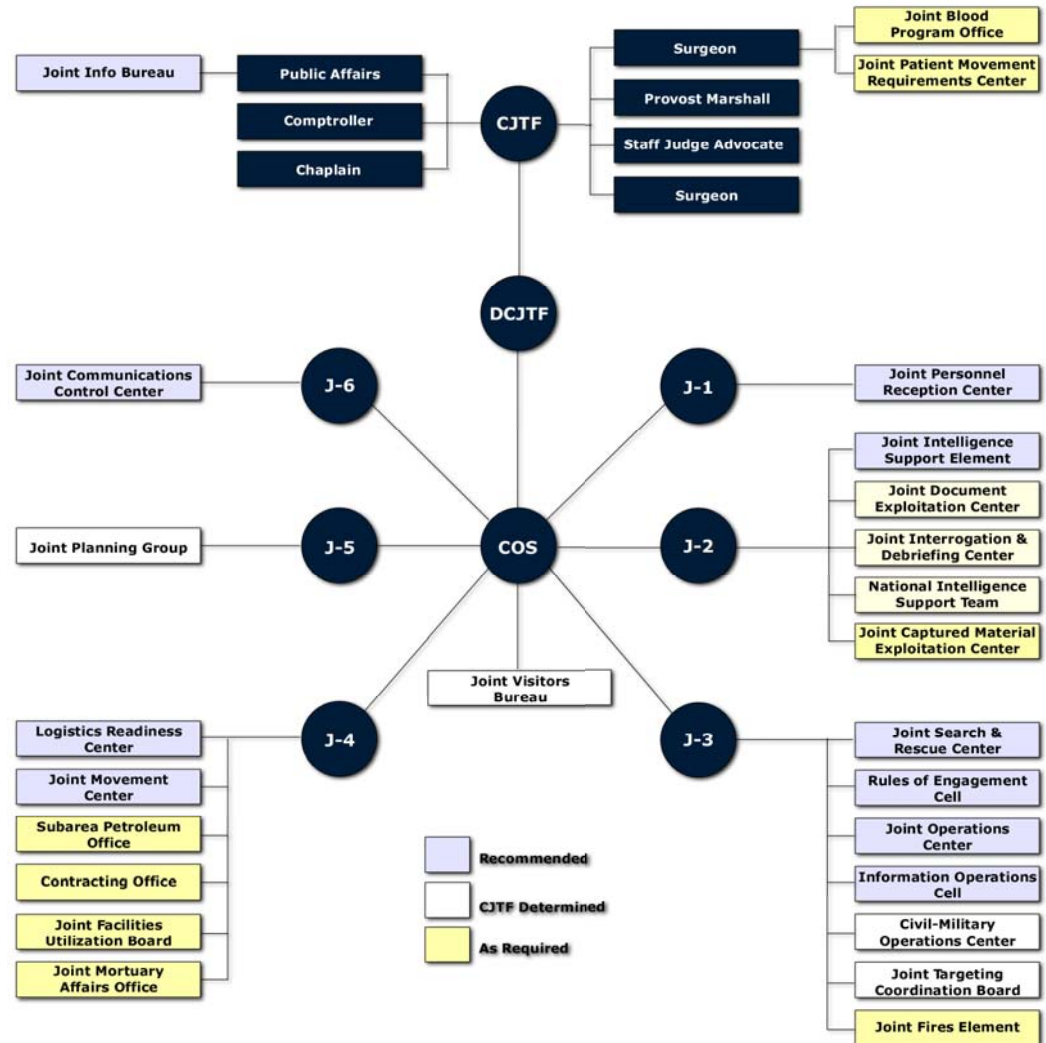 Joint Blood
Program Office
Surgeon
Joint Info Bureau
Public Affairs
Joint Patient Movement
Requirements Center
Provost Marshall
Comptroller
CJTF
Staff Judge Advocate
Chaplain
Surgeon
DCJTF
Joint Communications
Control Center
J-6
J-1
Joint Personnel
Reception Center
Joint Intelligence
Support Element
Joint Document
Exploitation Center
Joint Planning Group
J-5
COS
J-2
Joint Interrogation &
Debriefing Center
National Intelligence
Support Team
Joint Captured Material
Exploitation Center
Joint Visitors
Bureau
Logistics Readiness
Center
J-4
J-3
Joint Search &
Rescue Center
Joint Movement
Center
Rules of Engagement
Cell
Subarea Petroleum
Office
Joint Operations
Center
Recommended
Contracting Office
Information Operations
Cell
CJTF Determined
Joint Facilities
Utilization Board
Civil-Military
Operations Center
As Required
Joint Mortuary
Affairs Office
Joint Targeting
Coordination Board
Joint Fires Element